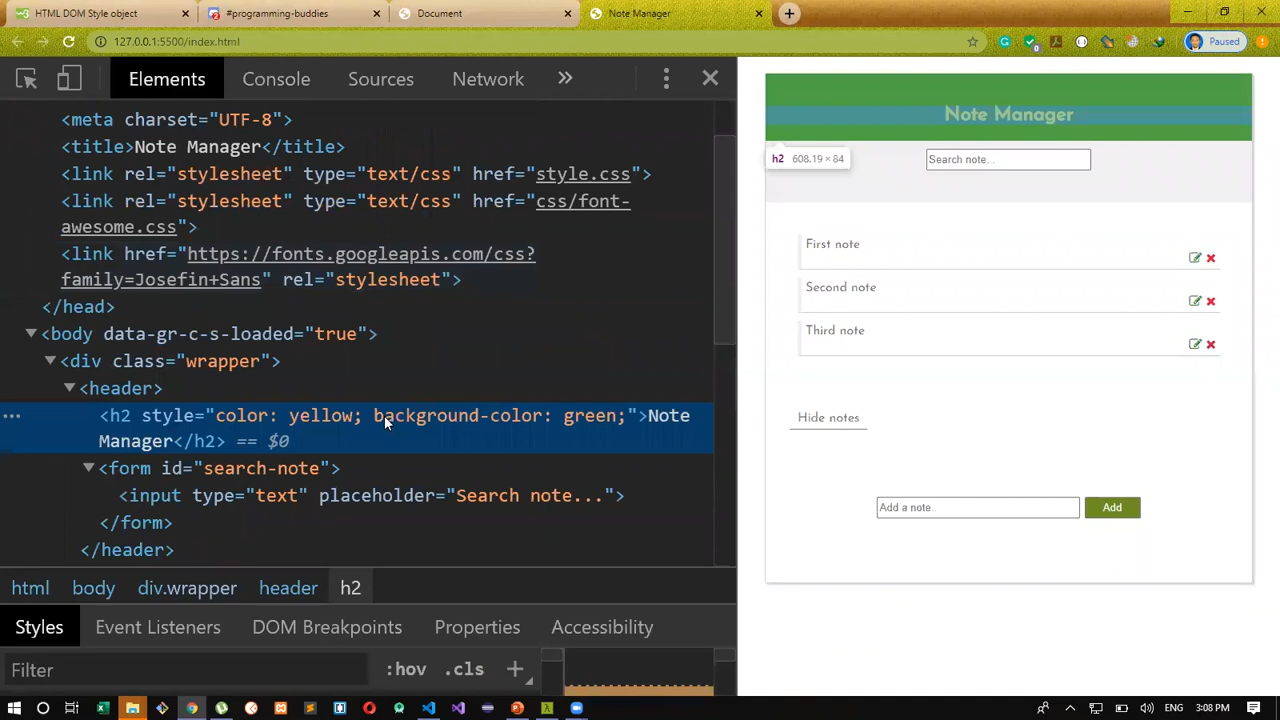 HTML DOM Style object
#programming-buddies
Document
Note Manager
127.0.0.1:5500/index.html
Paused
Elements
Console
Sources
Network
<meta charset="UTF-8">
<title>Note Manager</title>
<link rel="stylesheet" type="text/css" href="style.css">
<link rel="stylesheet" type="text/css" href="css/font-
awesome.css">
<link href="https://fonts.googleapis.com/css?
family=Josefin+Sans" rel="stylesheet">
</head>
<body data-gr-c-s-loaded="true">
<div class="wrapper">
<header>
<h2 style="color: yellow; background-color: green;">Note
Manager</h2> == $0
<form id="search-note">
<input type="text" placeholder="Search note...">
</form>
</header>
html
body
div.wrapper
header
h2
Styles
Event Listeners
DOM Breakpoints
Properties
Accessibility
Filter
:hov
.cls
Note Manager
h2 608.19 × 84
Search note...
First note
Second note
Third note
Hide notes
Add a note..
Add
ENG
3:08 PM